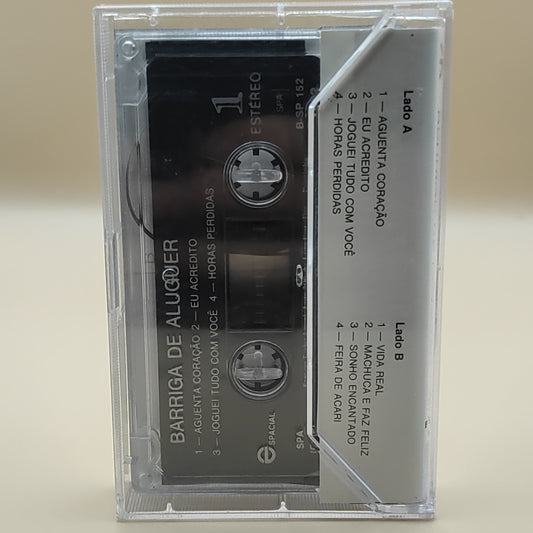 Lado A
1 — AGUENTA CORAÇÃO
2 — EU ACREDITO
3 — JOGUEI TUDO COM VOCÊ
4 — HORAS PERDIDAS
Lado B
1 — VIDA REAL
2 — MACHUCA E FAZ FELIZ
3 — SONHO ENCANTADO
4 — FEIRA DE ACARI
1
ESTÉREO
SPA
B-SP 152
BARRIGA DE ALUGUER
1 — AGUENTA CORAÇÃO 2 — EU ACREDITO
3 — JOGUEI TUDO COM VOCÊ 4 — HORAS PERDIDAS
e
SPACIAL
SPA